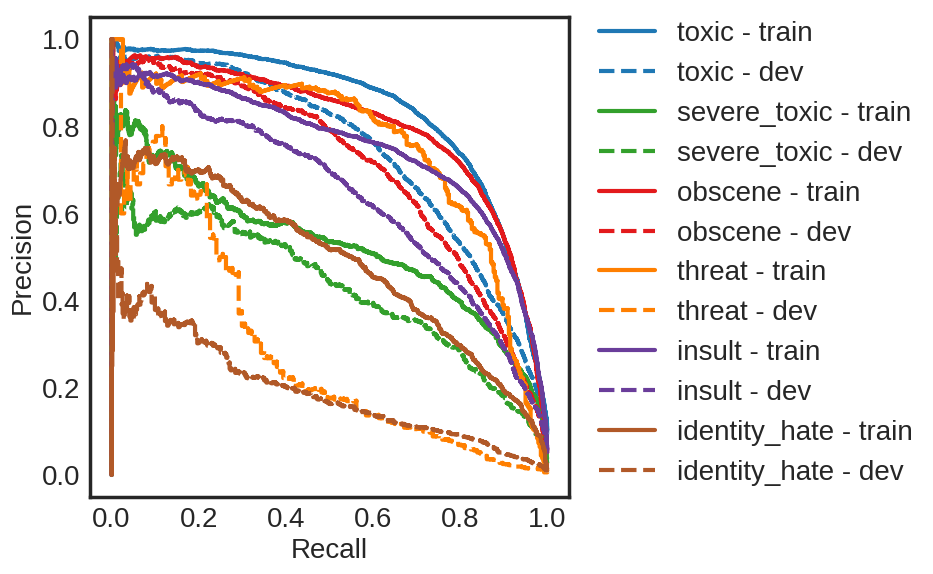 1.0
0.8
0.6
0.4
0.2
0.0
Precision
0.0 0.2 0.4 0.6 0.8 1.0
Recall
toxic - train
toxic - dev
severe_toxic - train
severe_toxic - dev
obscene - train
obscene - dev
threat - train
threat - dev
insult - train
insult - dev
identity_hate - train
identity_hate - dev